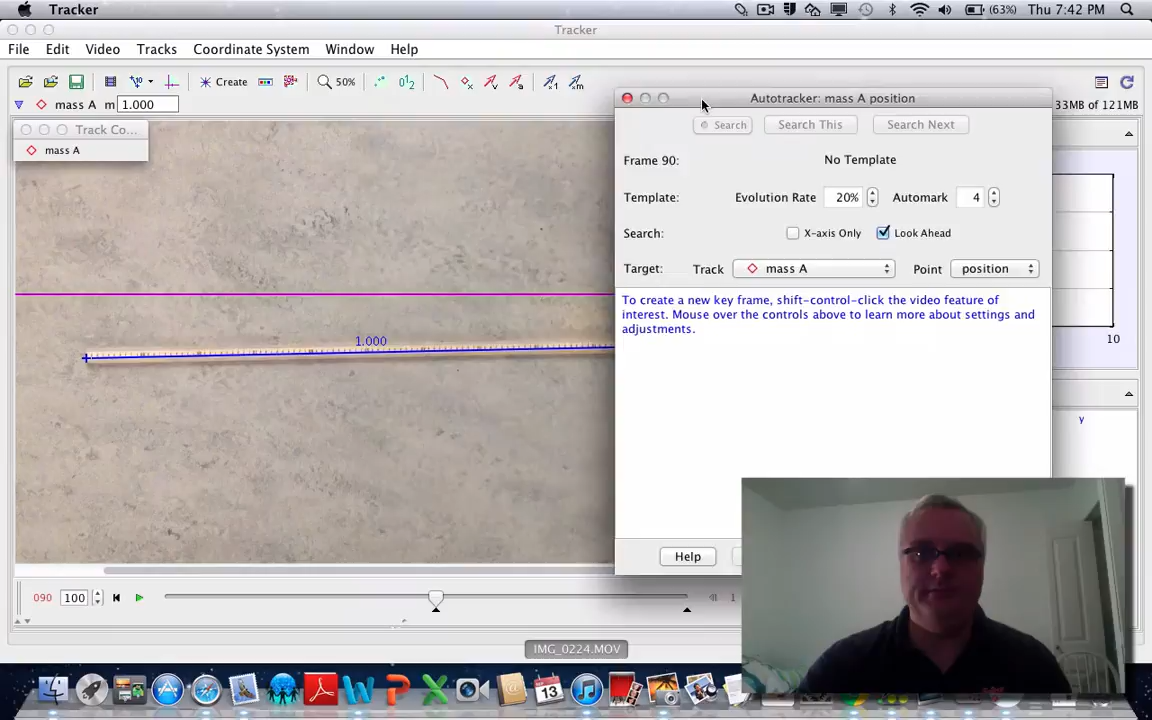 Tracker
(63%) Thu 7:42 PM
Tracker
File Edit Video Tracks Coordinate System Window Help
Create 50%
33MB of 121MB
mass A m 1.000
Track Co...
mass A
Autotracker: mass A position
Search Search This Search Next
Frame 90: No Template
Template: Evolution Rate 20% Automark 4
Search: X-axis Only Look Ahead
Target: Track mass A Point position
To create a new key frame, shift-control-click the video feature of
interest. Mouse over the controls above to learn more about settings and
adjustments.
1.000
10
y
Help
090 100 1
IMG_0224.MOV
13